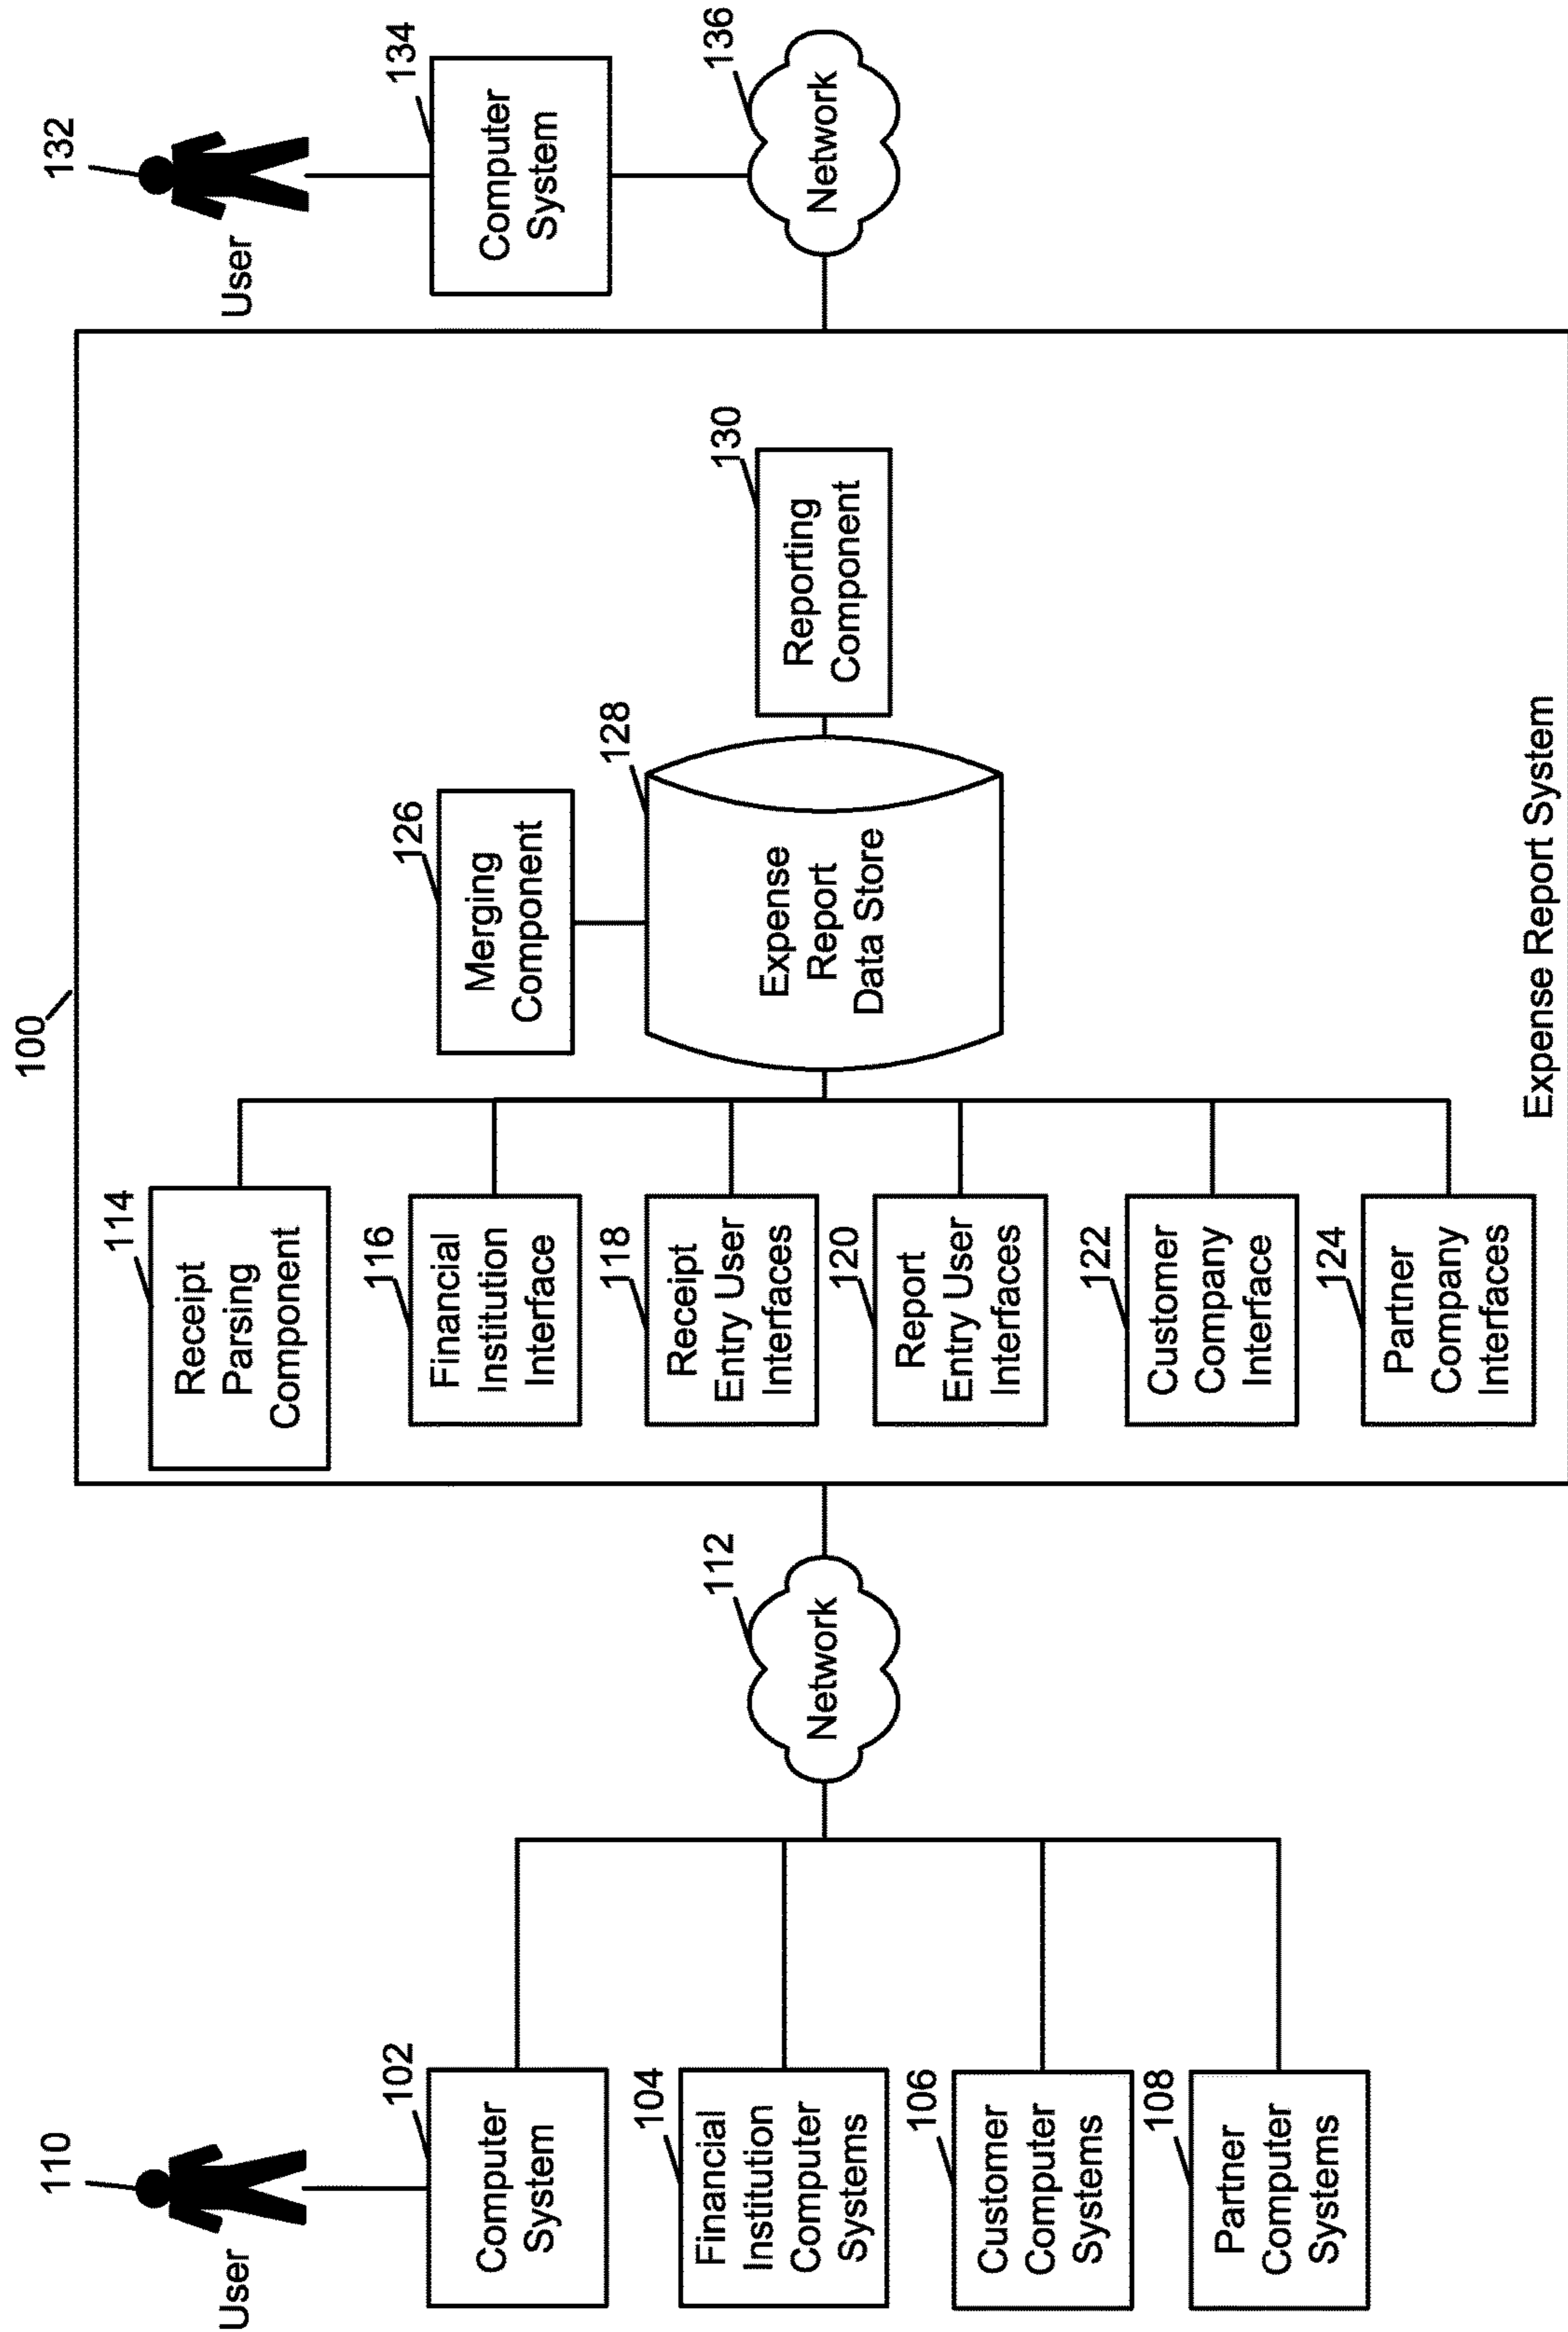 110
User
102
Computer
System
104
Financial
Institution
Computer
Systems
106
Customer
Computer
Systems
108
Partner
Computer
Systems
112
Network
100
114
Receipt
Parsing
Component
116
Financial
Institution
Interface
118
Receipt
Entry User
Interfaces
120
Report
Entry User
Interfaces
122
Customer
Company
Interface
124
Partner
Company
Interfaces
126
Merging
Component
128
Expense
Report
Data Store
130
Reporting
Component
Expense Report System
132
User
134
Computer
System
136
Network